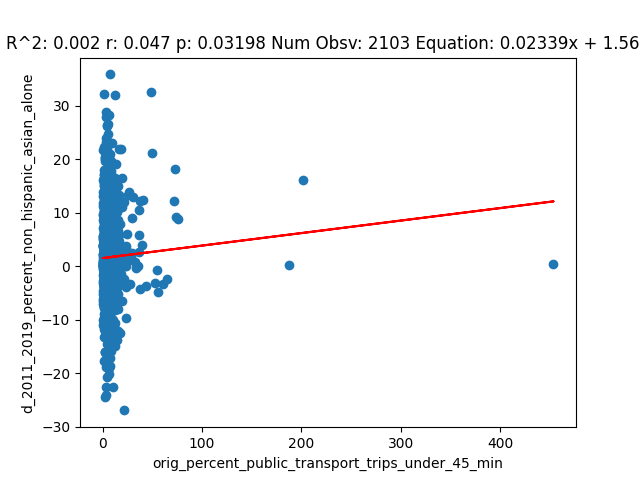 R^2: 0.002 r: 0.047 p: 0.03198 Num Obsv: 2103 Equation: 0.02339x + 1.56
d_2011_2019_percent_non_hispanic_asian_alone
30
20
10
0
−10
−20
−30
0 100 200 300 400
orig_percent_public_transport_trips_under_45_min